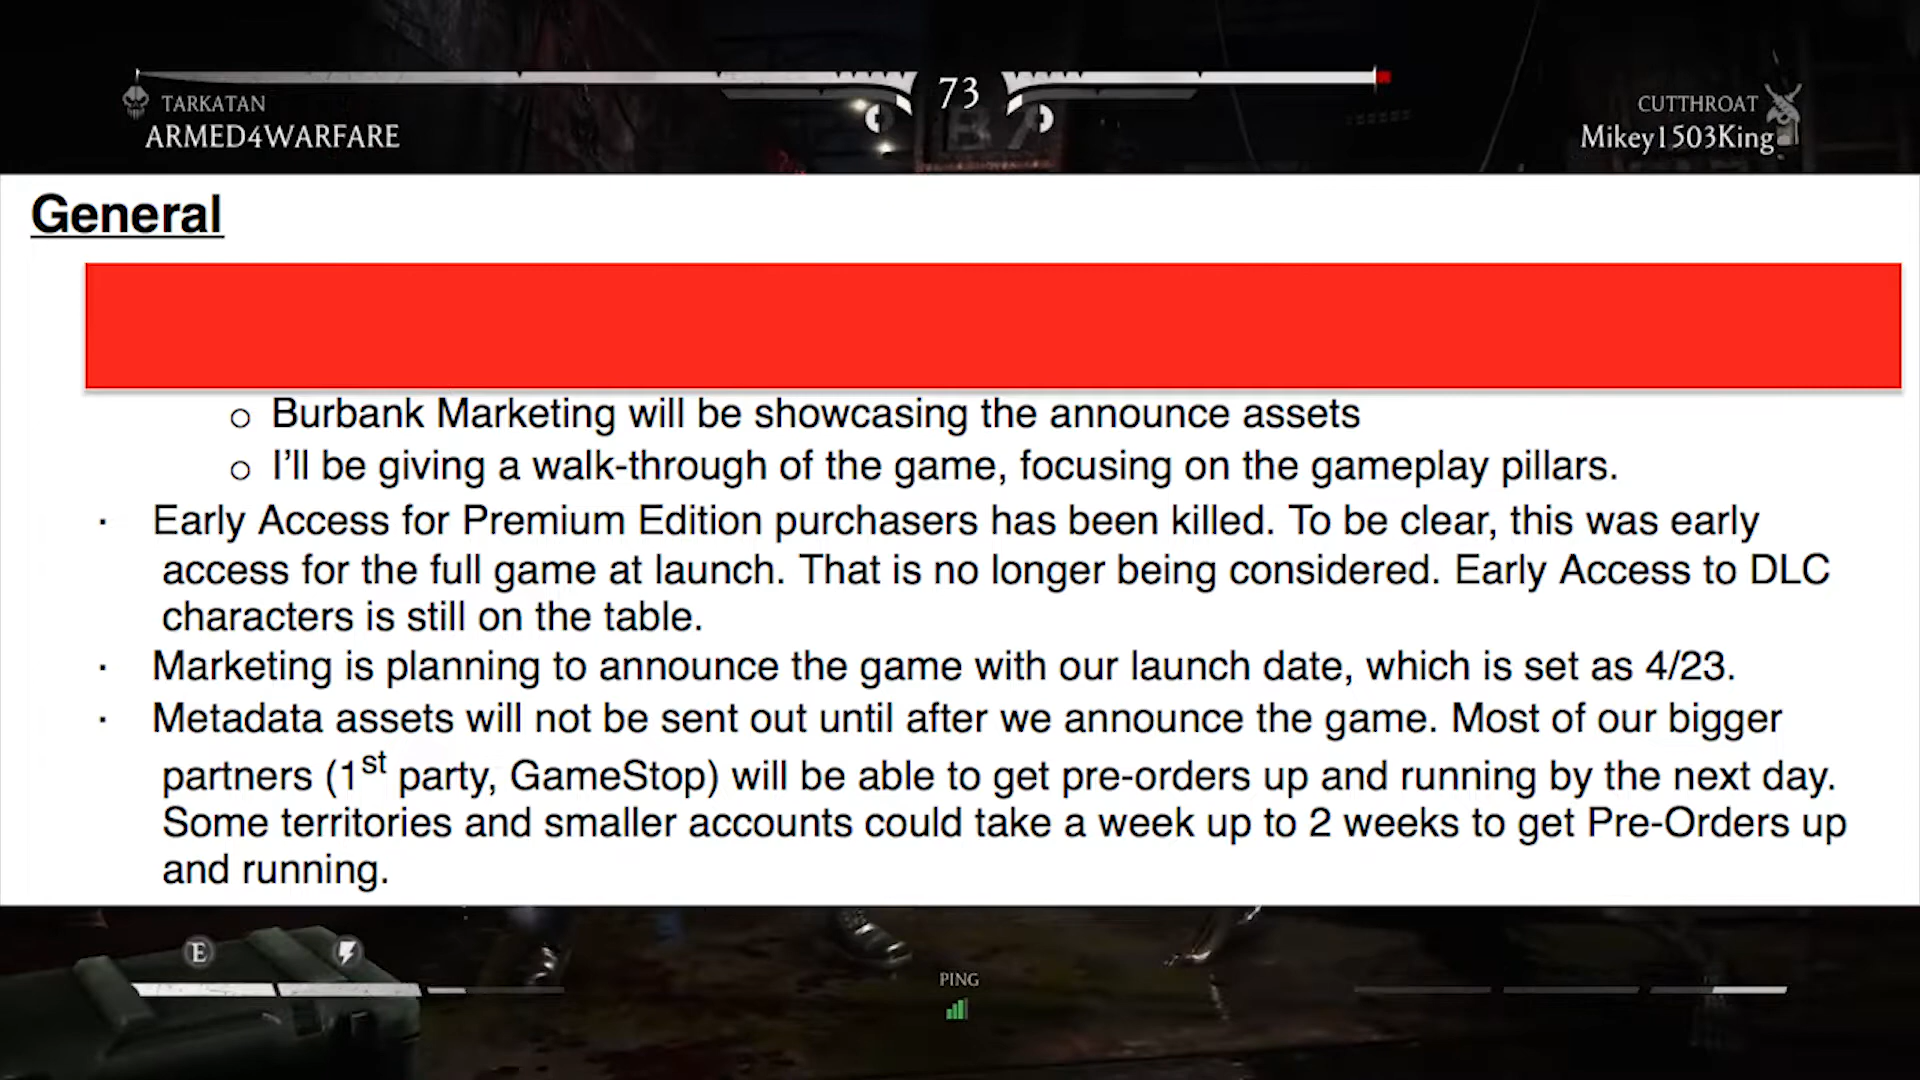 73
TARKATAN
ARMED4WARFARE
CUTTHROAT
Mikey1503King
General
o Burbank Marketing will be showcasing the announce assets
o I'll be giving a walk-through of the game, focusing on the gameplay pillars.
· Early Access for Premium Edition purchasers has been killed. To be clear, this was early
access for the full game at launch. That is no longer being considered. Early Access to DLC
characters is still on the table.
· Marketing is planning to announce the game with our launch date, which is set as 4/23.
· Metadata assets will not be sent out until after we announce the game. Most of our bigger
partners (1st party, GameStop) will be able to get pre-orders up and running by the next day.
Some territories and smaller accounts could take a week up to 2 weeks to get Pre-Orders up
and running.
E
PING